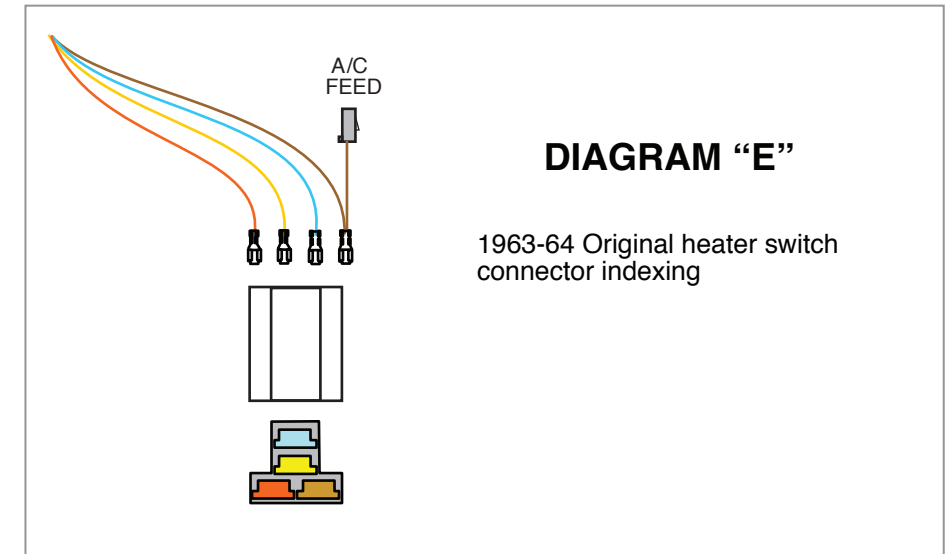 A/C
FEED
DIAGRAM “E”
1963-64 Original heater switch
connector indexing